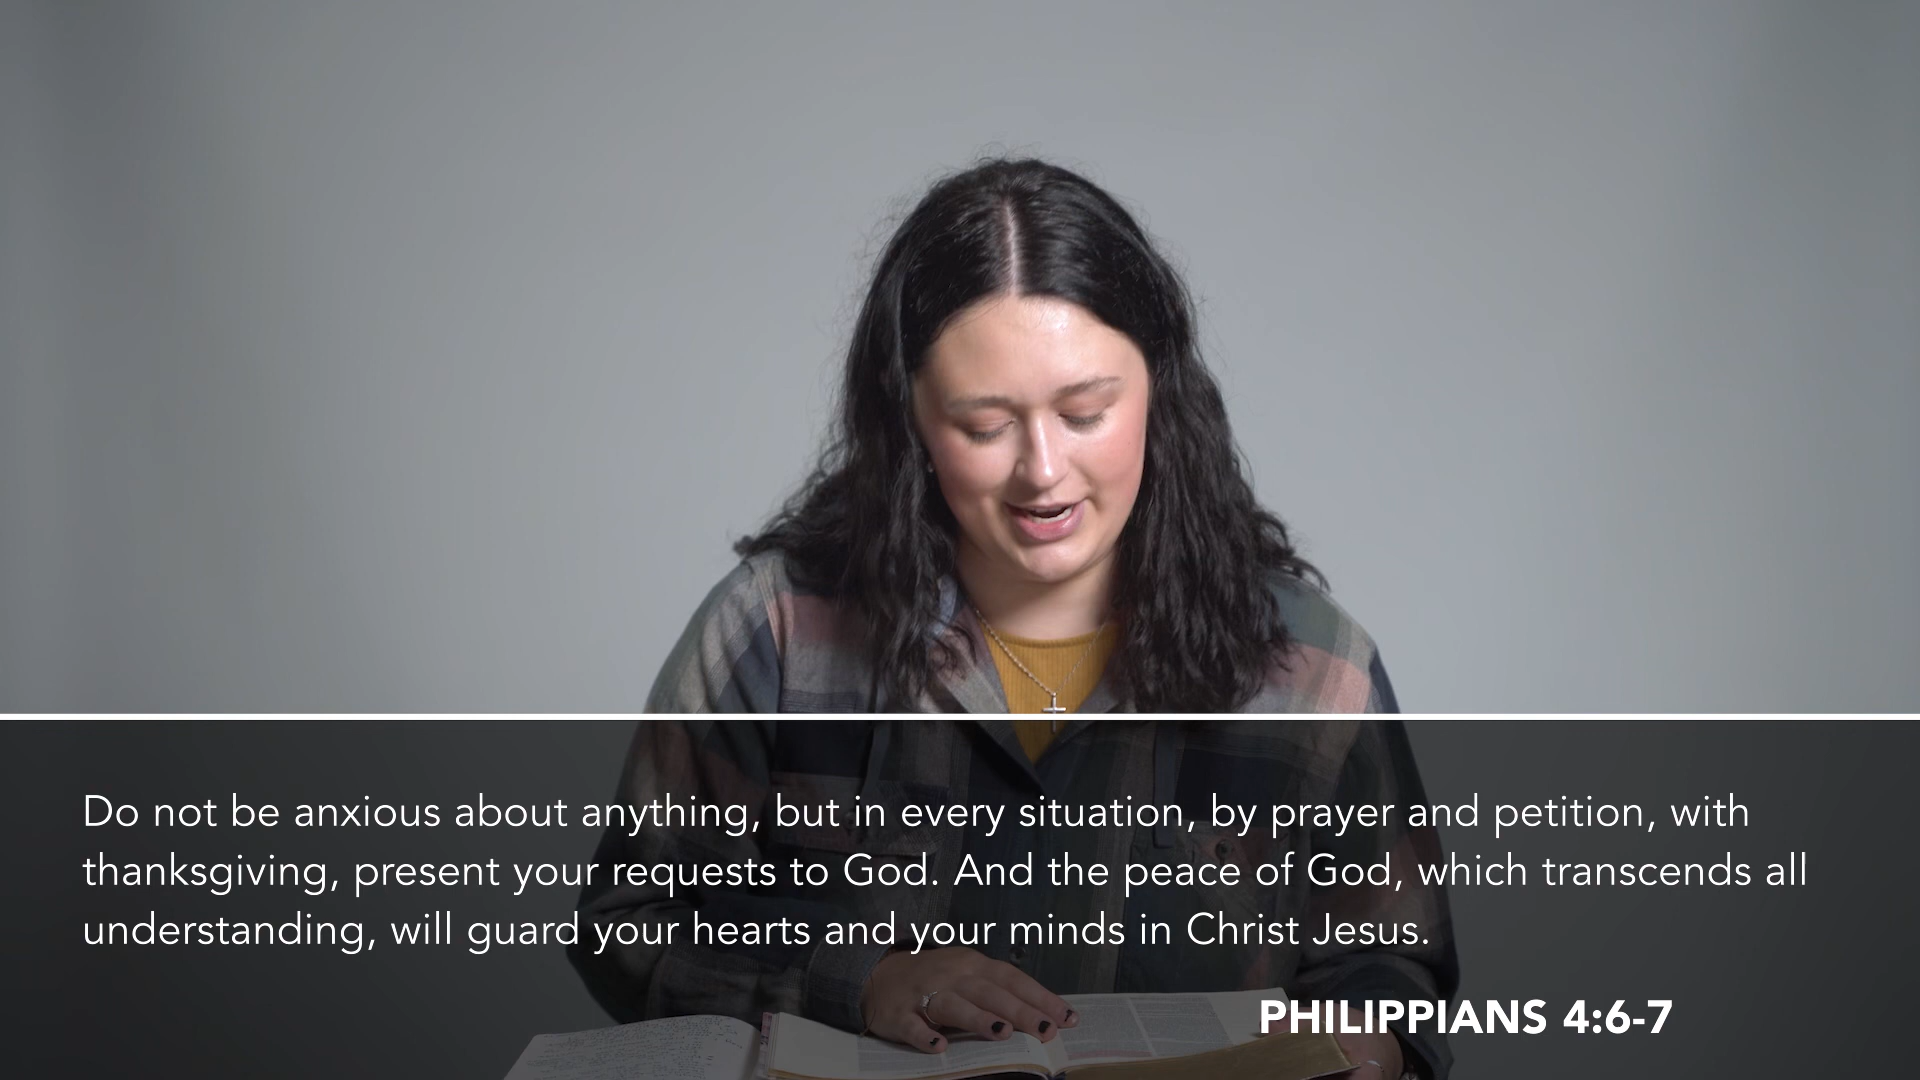 Do not be anxious about anything, but in every situation, by prayer and petition, with
thanksgiving, present your requests to God. And the peace of God, which transcends all
understanding, will guard your hearts and your minds in Christ Jesus.
PHILIPPIANS 4:6-7